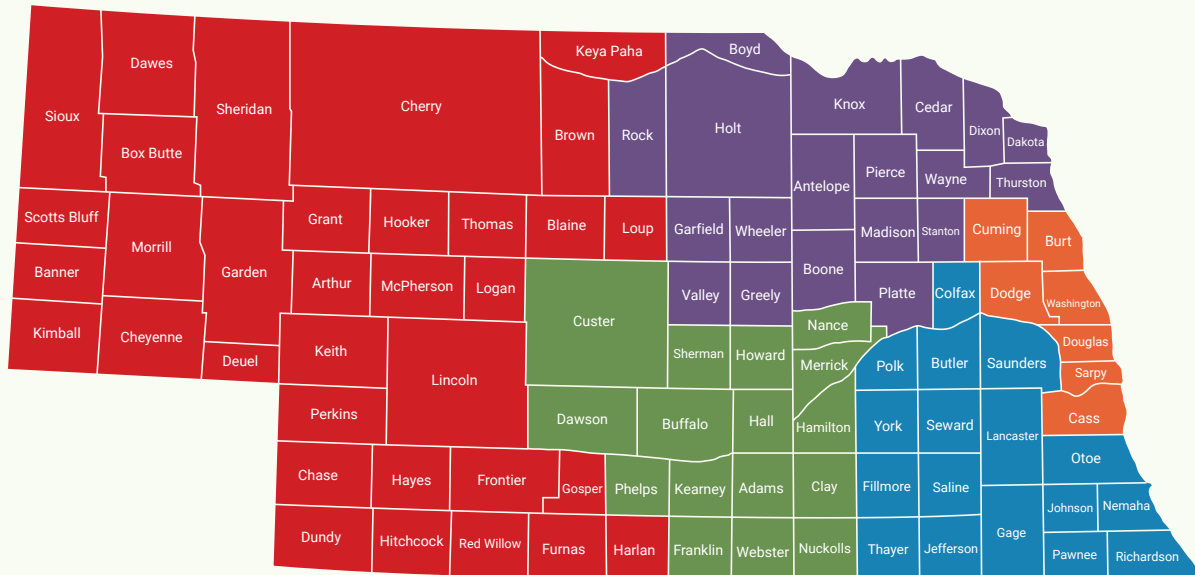 Keya Paha
Boyd
Dawes
Cherry
Sheridan
Sioux
Knox
Cedar
Holt
Brown
Rock
Dixon
Dakota
Box Butte
Pierce
Wayne
Thurston
Antelope
Scotts Bluff
Grant
Hooker
Thomas
Blaine
Loup
Garfield
Wheeler
Madison
Stanton
Cuming
Burt
Morrill
Banner
Garden
Arthur
McPherson
Logan
Boone
Valley
Greely
Platte
Colfax
Dodge
Washington
Custer
Nance
Kimball
Cheyenne
Keith
Deuel
Sherman
Howard
Merrick
Polk
Butler
Saunders
Douglas
Sarpy
Lincoln
Perkins
Dawson
Buffalo
Hall
Hamilton
York
Seward
Lancaster
Cass
Otoe
Chase
Hayes
Frontier
Gosper
Phelps
Kearney
Adams
Clay
Fillmore
Saline
Johnson
Nemaha
Dundy
Hitchcock
Red Willow
Furnas
Harlan
Franklin
Webster
Nuckolls
Thayer
Jefferson
Gage
Pawnee
Richardson